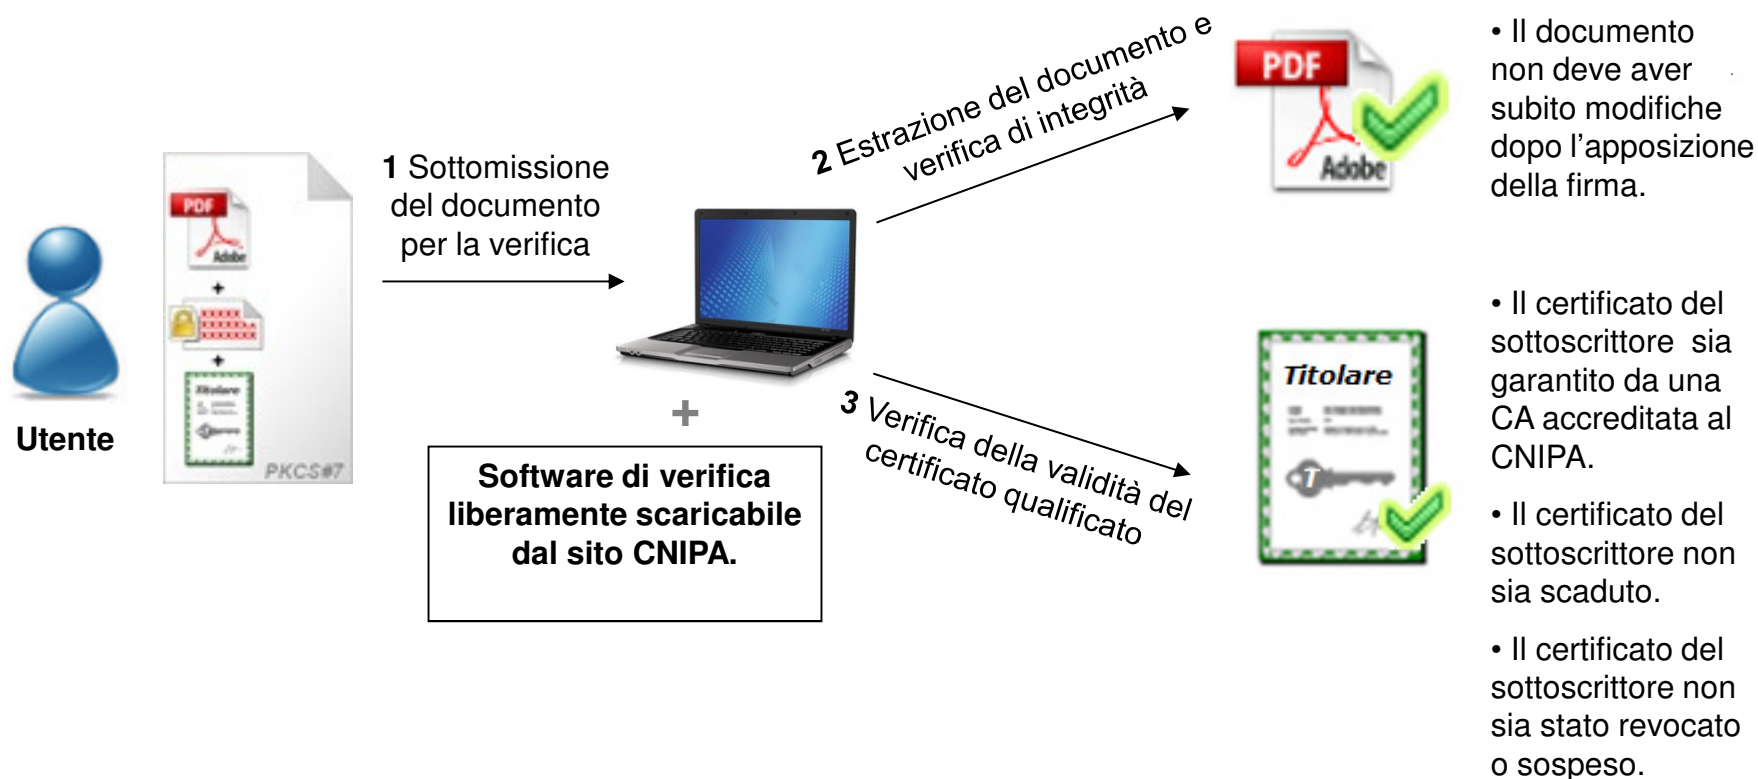 Utente
PDF
Adobe
+
+
Titolare
PKCS#7
1 Sottomissione
del documento
per la verifica
+
Software di verifica
liberamente scaricabile
dal sito CNIPA.
2 Estrazione del documento e
verifica di integrità
3 Verifica della validità del
certificato qualificato
PDF
Adobe
• Il documento
non deve aver
subito modifiche
dopo l’apposizione
della firma.
Titolare
T
• Il certificato del
sottoscrittore sia
garantito da una
CA accreditata al
CNIPA.
• Il certificato del
sottoscrittore non
sia scaduto.
• Il certificato del
sottoscrittore non
sia stato revocato
o sospeso.